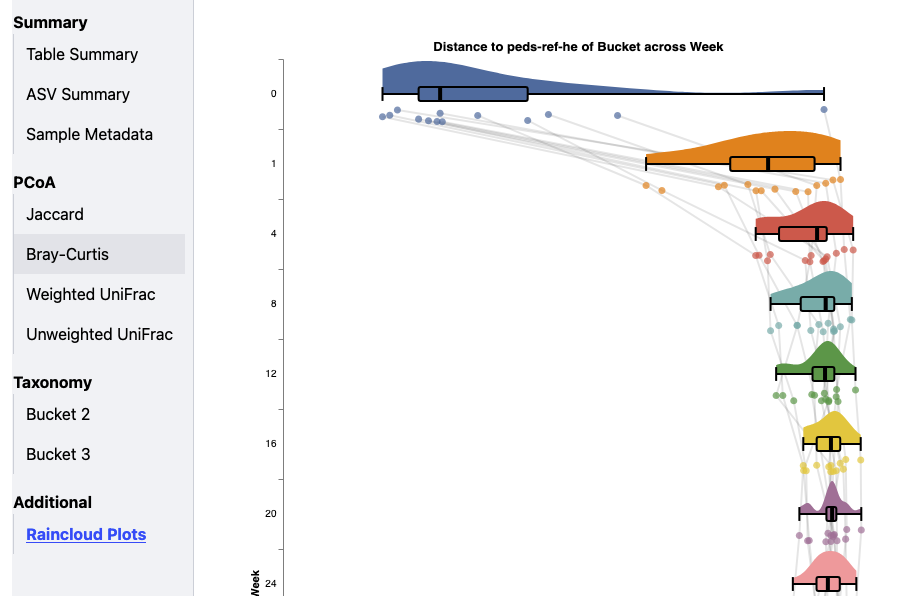 Summary
Table Summary
ASV Summary
Sample Metadata
PCoA
Jaccard
Bray-Curtis
Weighted UniFrac
Unweighted UniFrac
Taxonomy
Bucket 2
Bucket 3
Additional
Raincloud Plots
Distance to peds-ref-he of Bucket across Week
0
1
4
8
12
16
20
24
Week